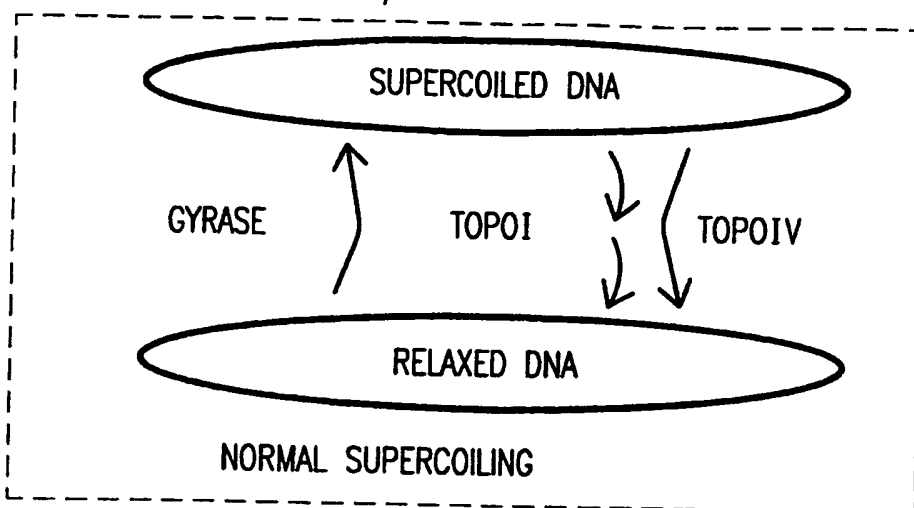 SUPERCOILED DNA
GYRASE TOPOI TOPOIV
RELAXED DNA
NORMAL SUPERCOILING